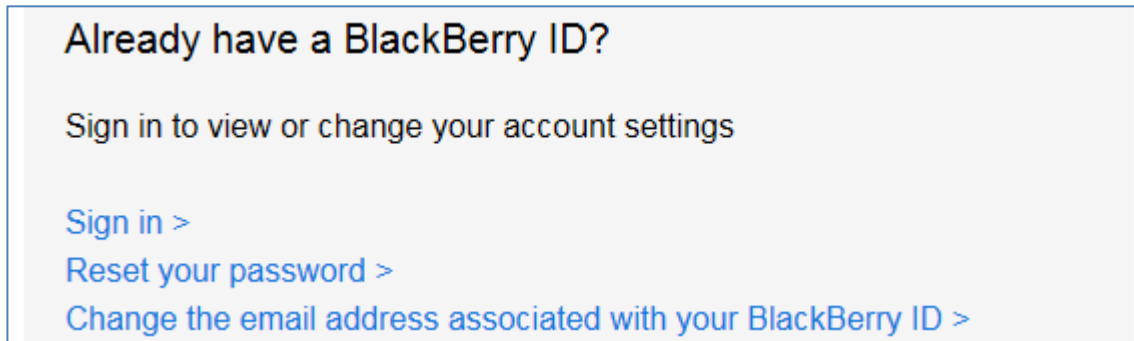 Already have a BlackBerry ID?
Sign in to view or change your account settings
Sign in >
Reset your password >
Change the email address associated with your BlackBerry ID >